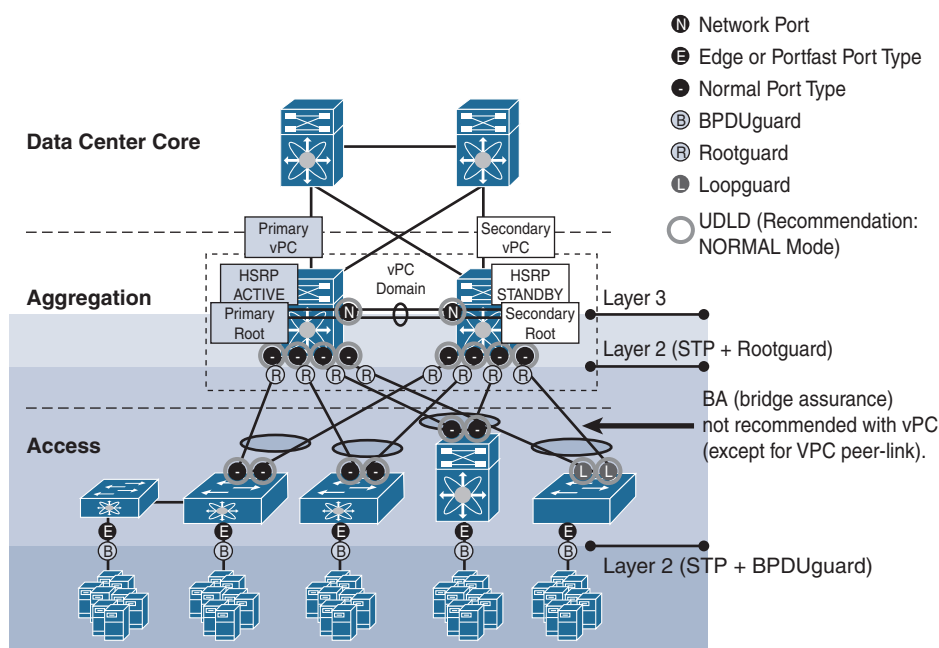 N Network Port
E Edge or Portfast Port Type
- Normal Port Type
B BPDUguard
R Rootguard
L Loopguard
UDLD (Recommendation:
NORMAL Mode)
Data Center Core
Primary
vPC
Secondary
vPC
HSRP
ACTIVE
vPC
Domain
HSRP
STANDBY
Aggregation
Layer 3
Primary
Root
N
N
Secondary
Root
Layer 2 (STP + Rootguard)
- - - - - - - -
R R R R R R R R
BA (bridge assurance)
not recommended with vPC
(except for VPC peer-link).
Access
- -
- - - - L L
E E E E E
B B B B B
Layer 2 (STP + BPDUguard)